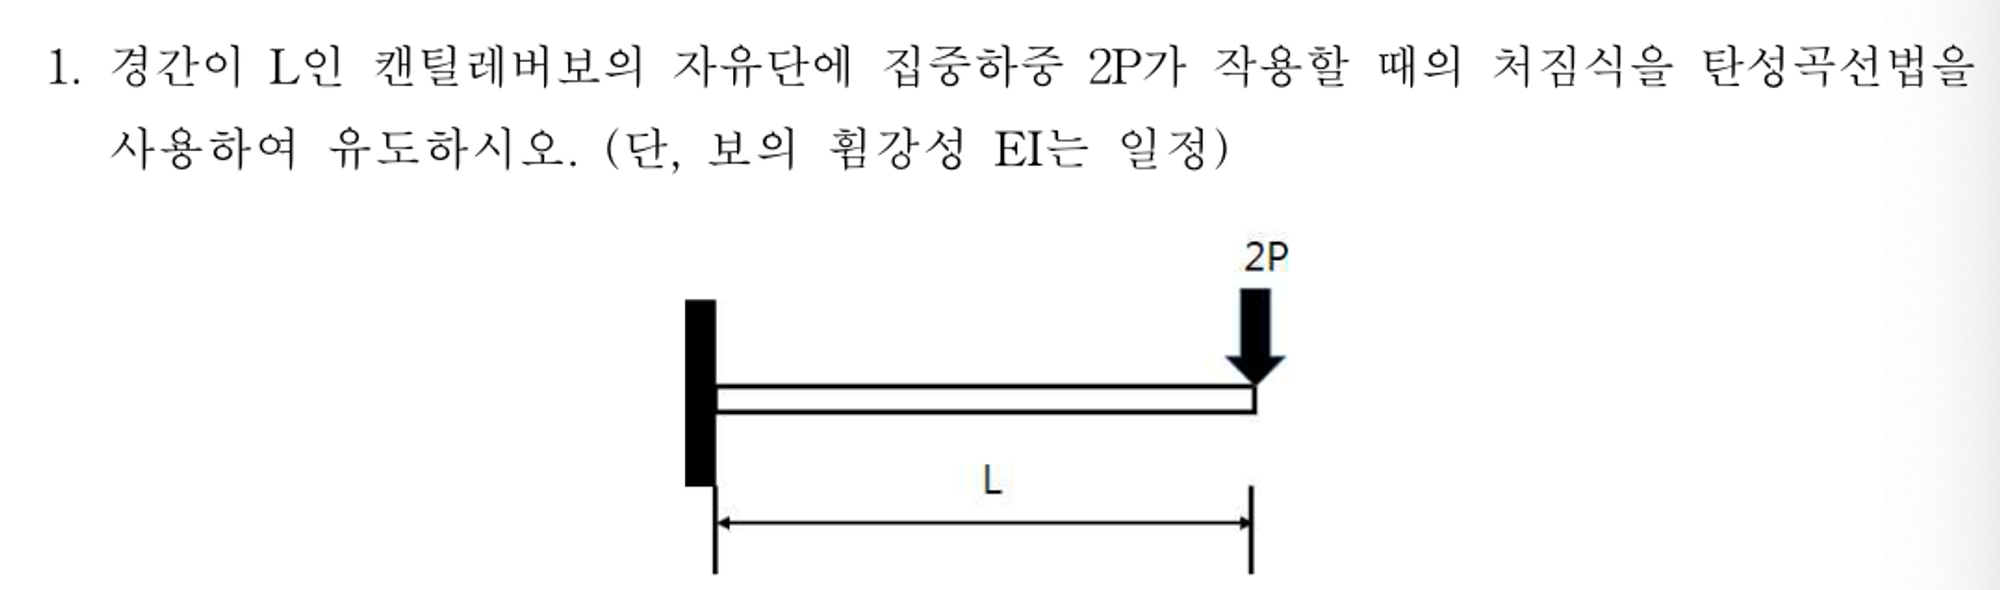 1. 경간이 L인 캔틸레버보의 자유단에 집중하중 2P가 작용할 때의 처짐식을 탄성곡선법을
사용하여 유도하시오. (단, 보의 휨강성 EI는 일정)
2P
L